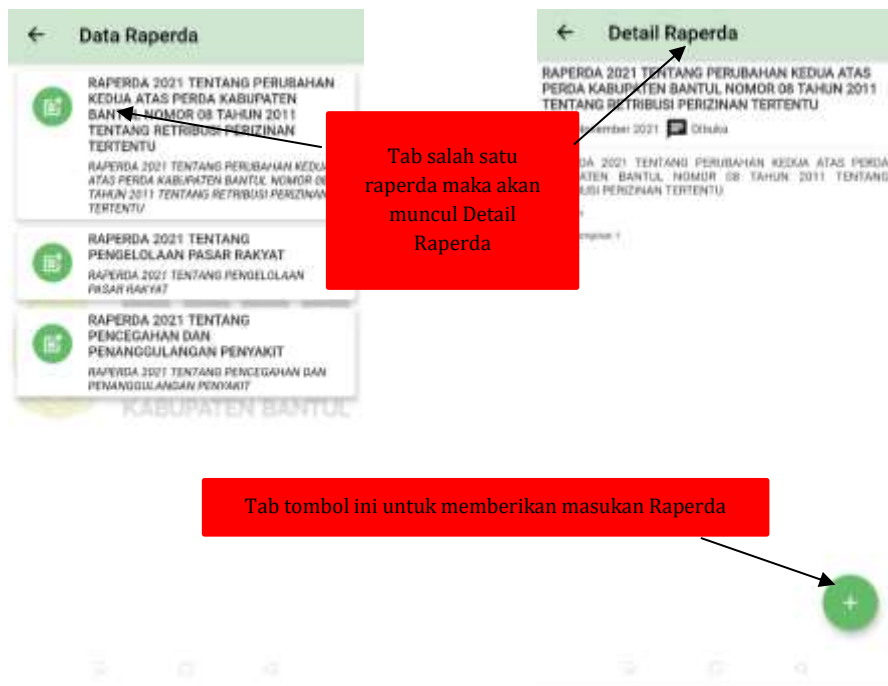 Data Raperda
RAPERDA 2021 TENTANG PERUBAHAN
KEDUA ATAS PERDA KABUPATEN
BANTUL NOMOR 08 TAHUN 2011
TENTANG RETRIBUSI PERIZINAN
TERTENTU
RAPERDA 2021 TENTANG PERUBAHAN KEDUA
ATAS PERDA KABUPATEN BANTUL NOMOR 08
TAHUN 2011 TENTANG RETRIBUSI PERIZINAN
TERTENTU
RAPERDA 2021 TENTANG
PENGELOLAAN PASAR RAKYAT
RAPERDA 2021 TENTANG PENGELOLAAN
PASAR RAKYAT
RAPERDA 2021 TENTANG
PENCEGAHAN DAN
PENANGGULANGAN PENYAKIT
RAPERDA 2021 TENTANG PENCEGAHAN DAN
PENANGGULANGAN PENYAKIT
KABUPATEN BANTUL
Tab salah satu
raperda maka akan
muncul Detail
Raperda
Detail Raperda
RAPERDA 2021 TENTANG PERUBAHAN KEDUA ATAS
PERDA KABUPATEN BANTUL NOMOR 08 TAHUN 2011
TENTANG RETRIBUSI PERIZINAN TERTENTU
2021 Dibuka
2021 TENTANG PERUBAHAN KEDUA ATAS PERDA
BANTUL NOMOR 08 TAHUN 2011 TENTANG
PERIZINAN TERTENTU
Tab tombol ini untuk memberikan masukan Raperda
+